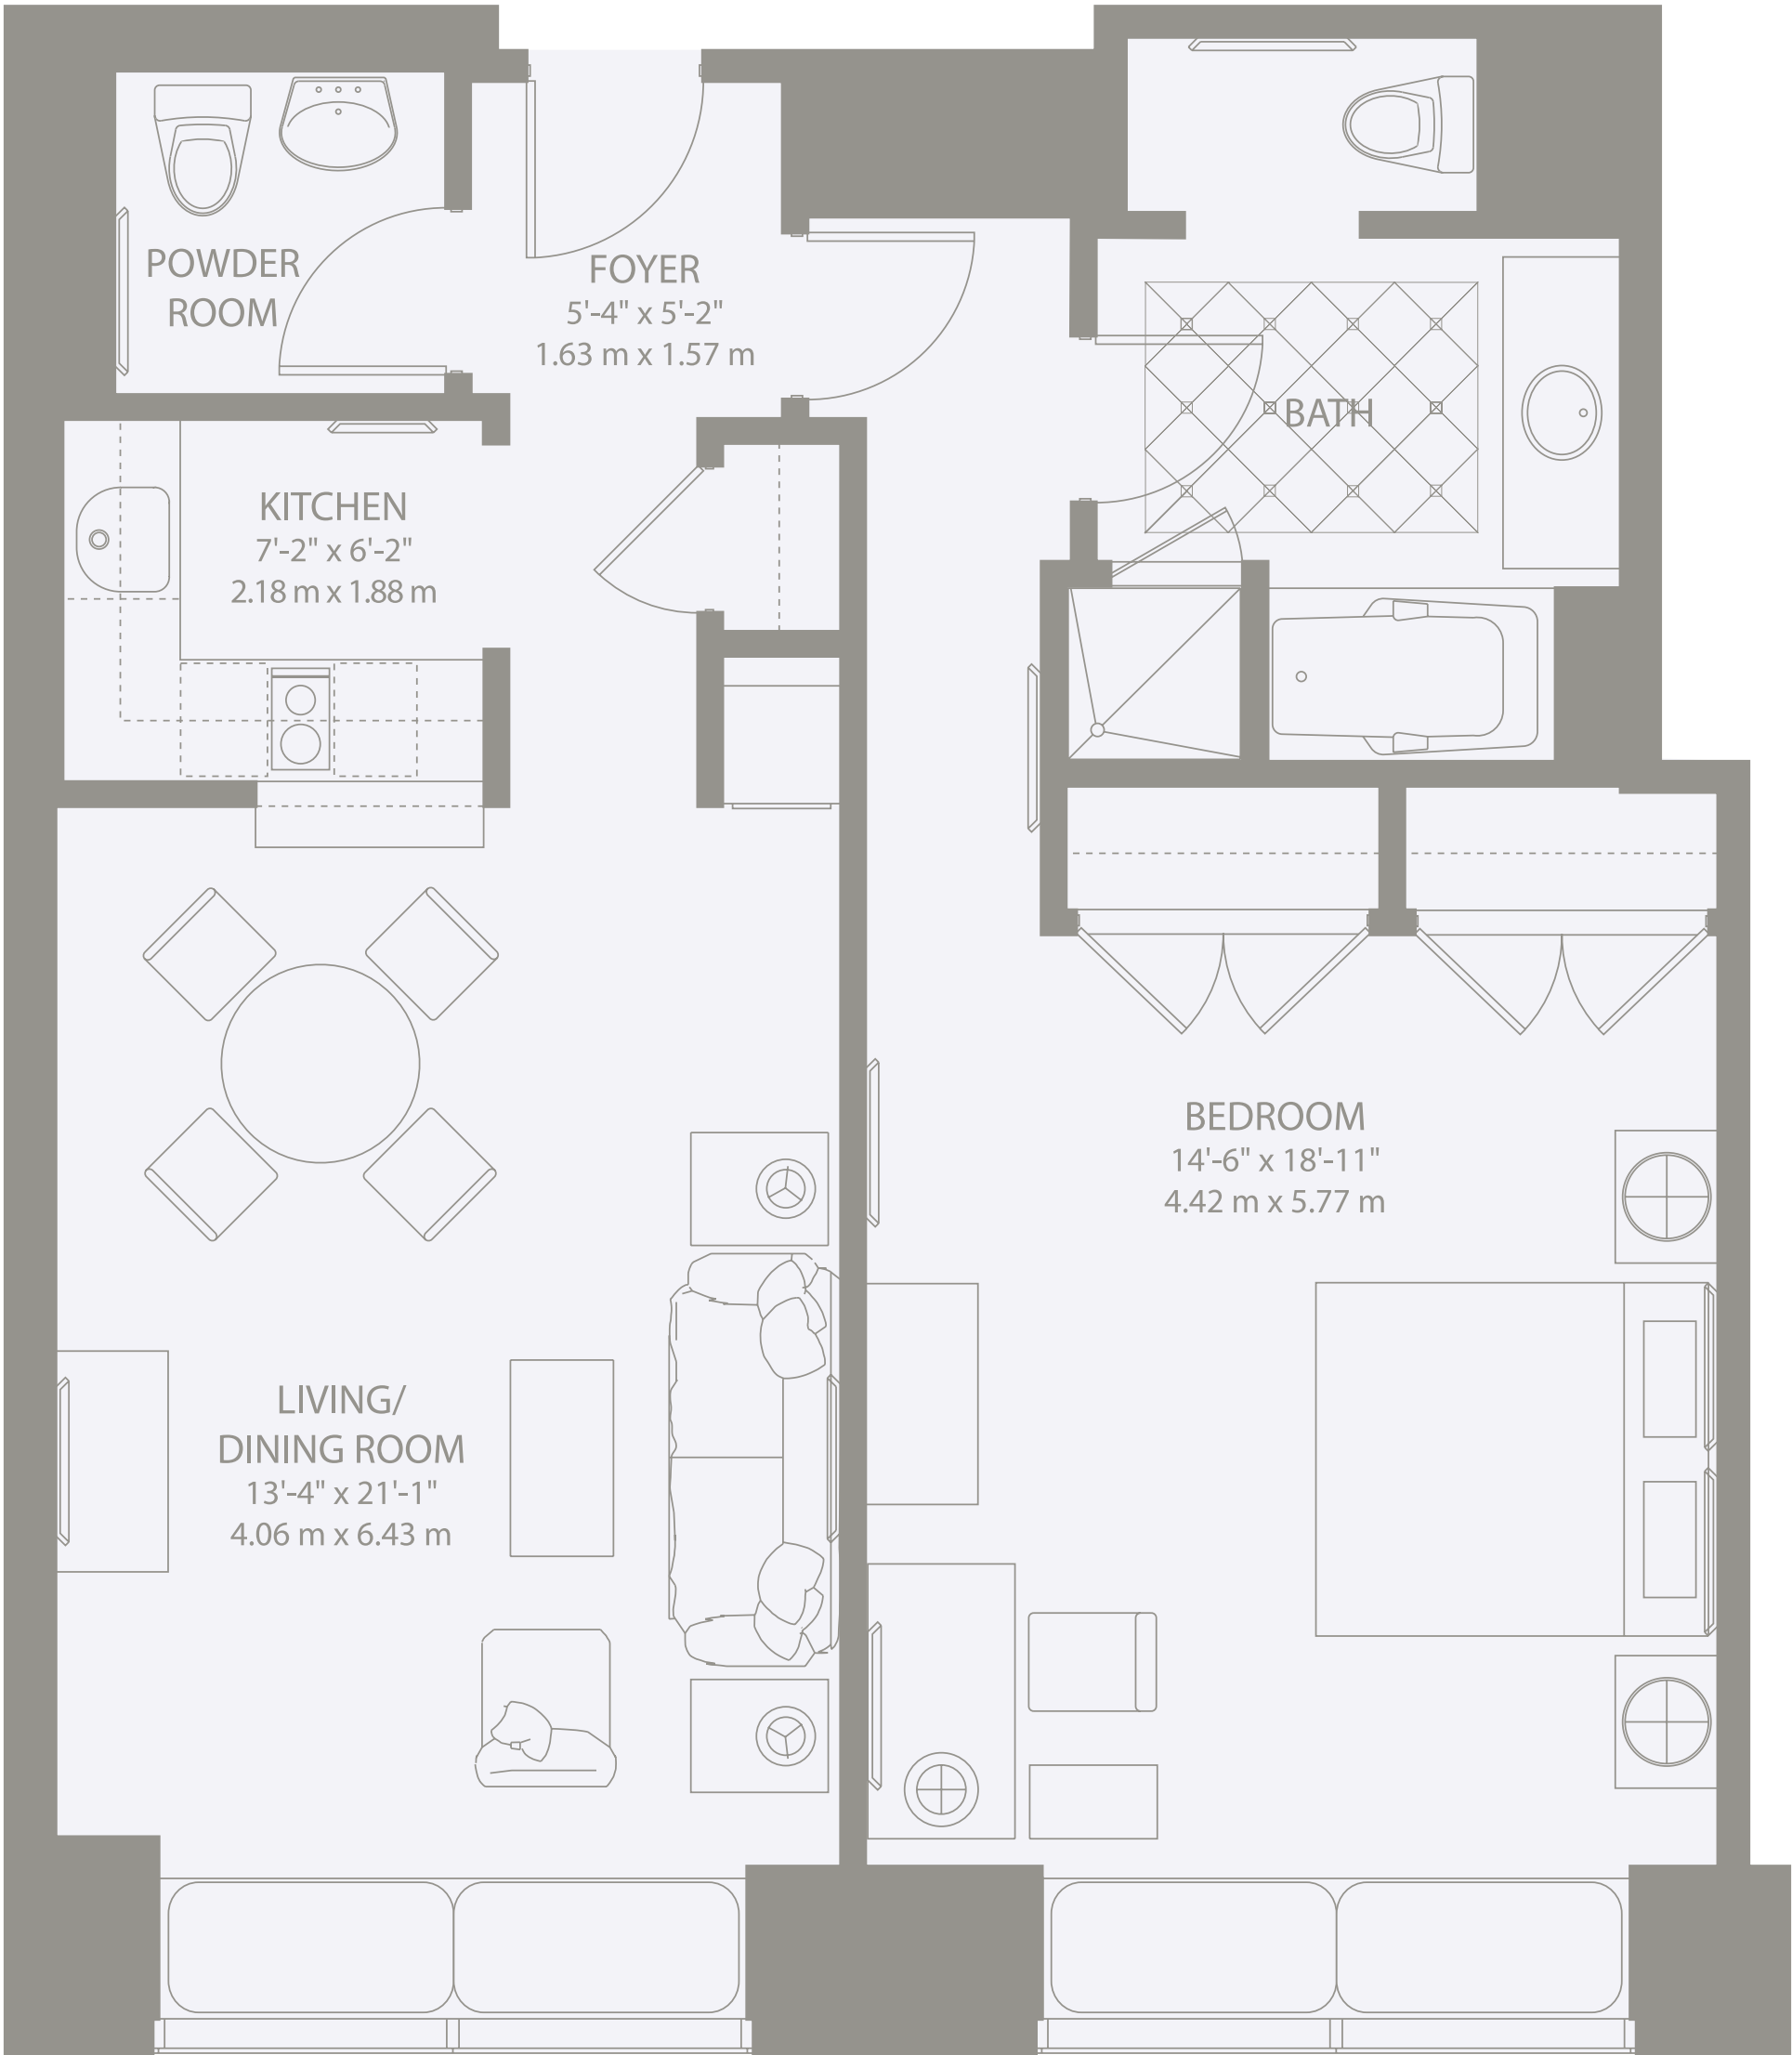 POWDER
ROOM
FOYER
5'-4" x 5'-2"
1.63 m x 1.57 m
BATH
KITCHEN
7'-2" x 6'-2"
2.18 m x 1.88 m
BEDROOM
14'-6" x 18'-11"
4.42 m x 5.77 m
LIVING/
DINING ROOM
13'-4" x 21'-1"
4.06 m x 6.43 m